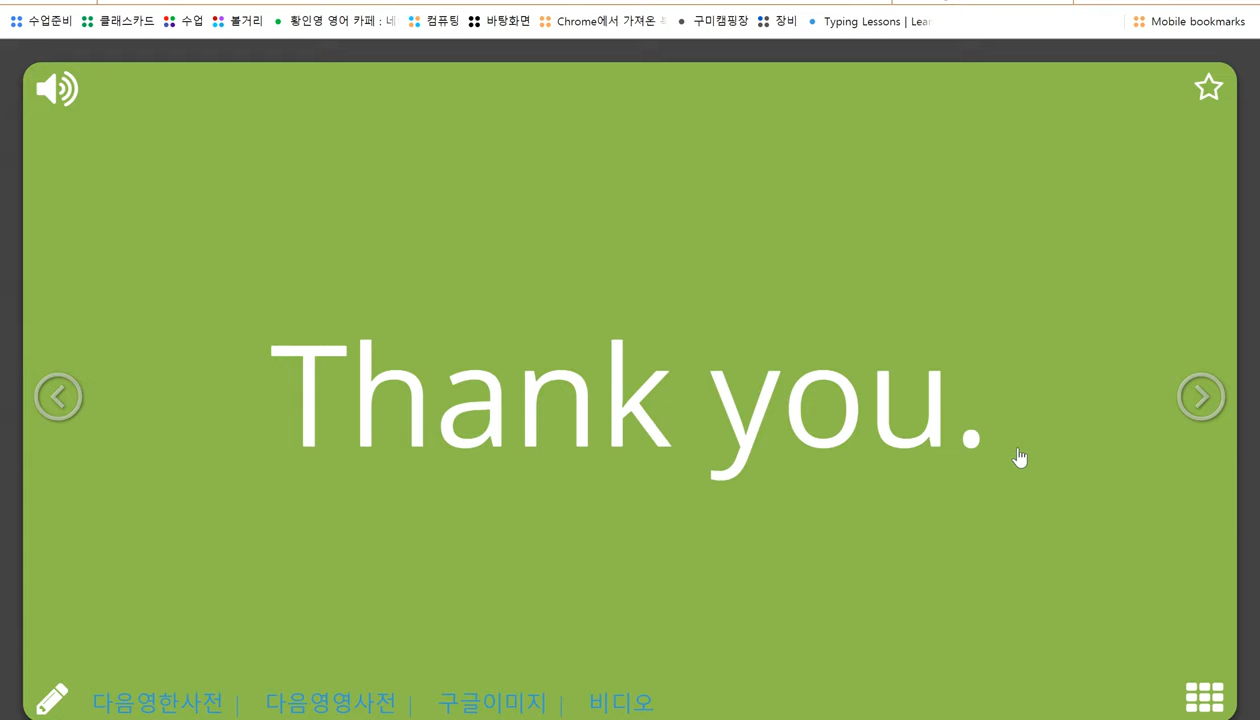 수업준비 클래스카드 수업 볼거리 황인영 영어 카페 : 네 컴퓨팅 바탕화면 Chrome에서 가져온 구미캠핑장 장비 Typing Lessons | Lear Mobile bookmarks
Thank you.
다음영한사전 | 다음영영사전 | 구글이미지 | 비디오